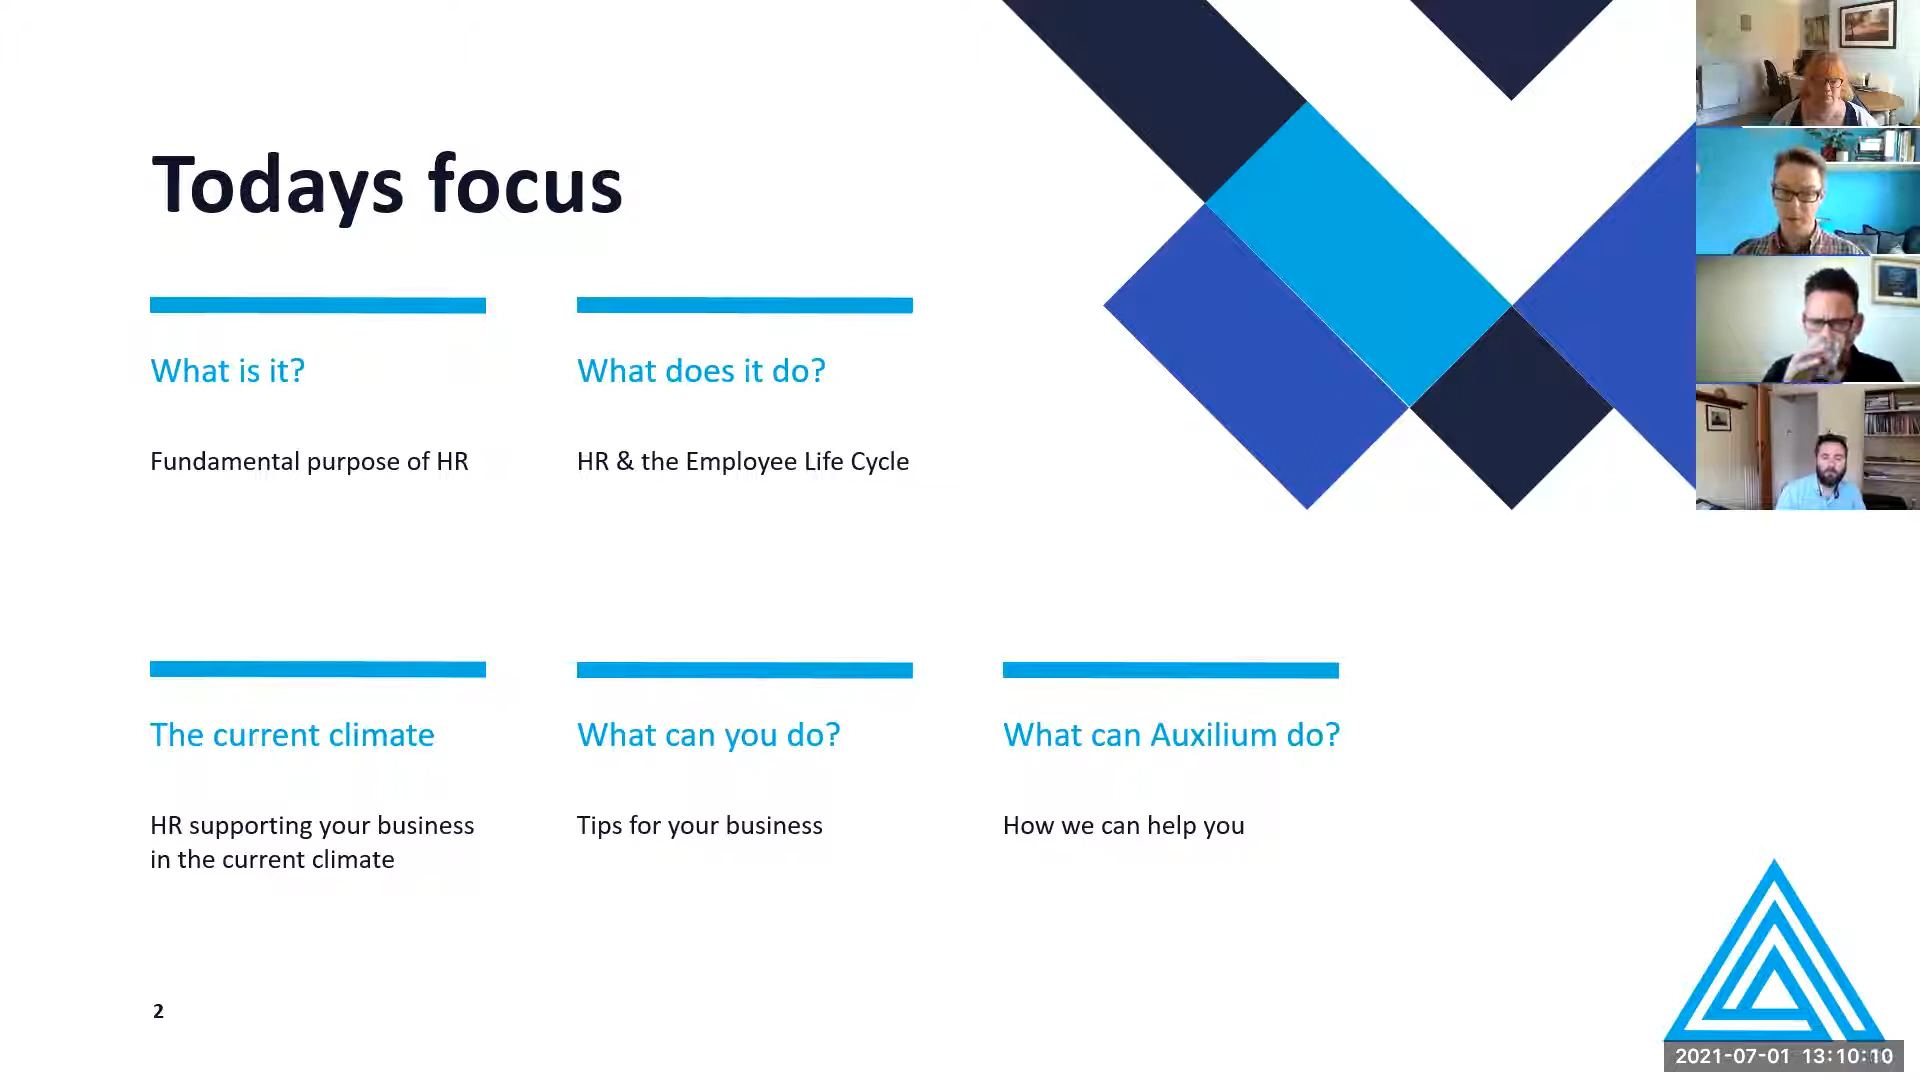 Todays focus
What is it?
Fundamental purpose of HR
What does it do?
HR & the Employee Life Cycle
The current climate
HR supporting your business
in the current climate
What can you do?
Tips for your business
What can Auxilium do?
How we can help you
2
2021-07-01 13:10:10